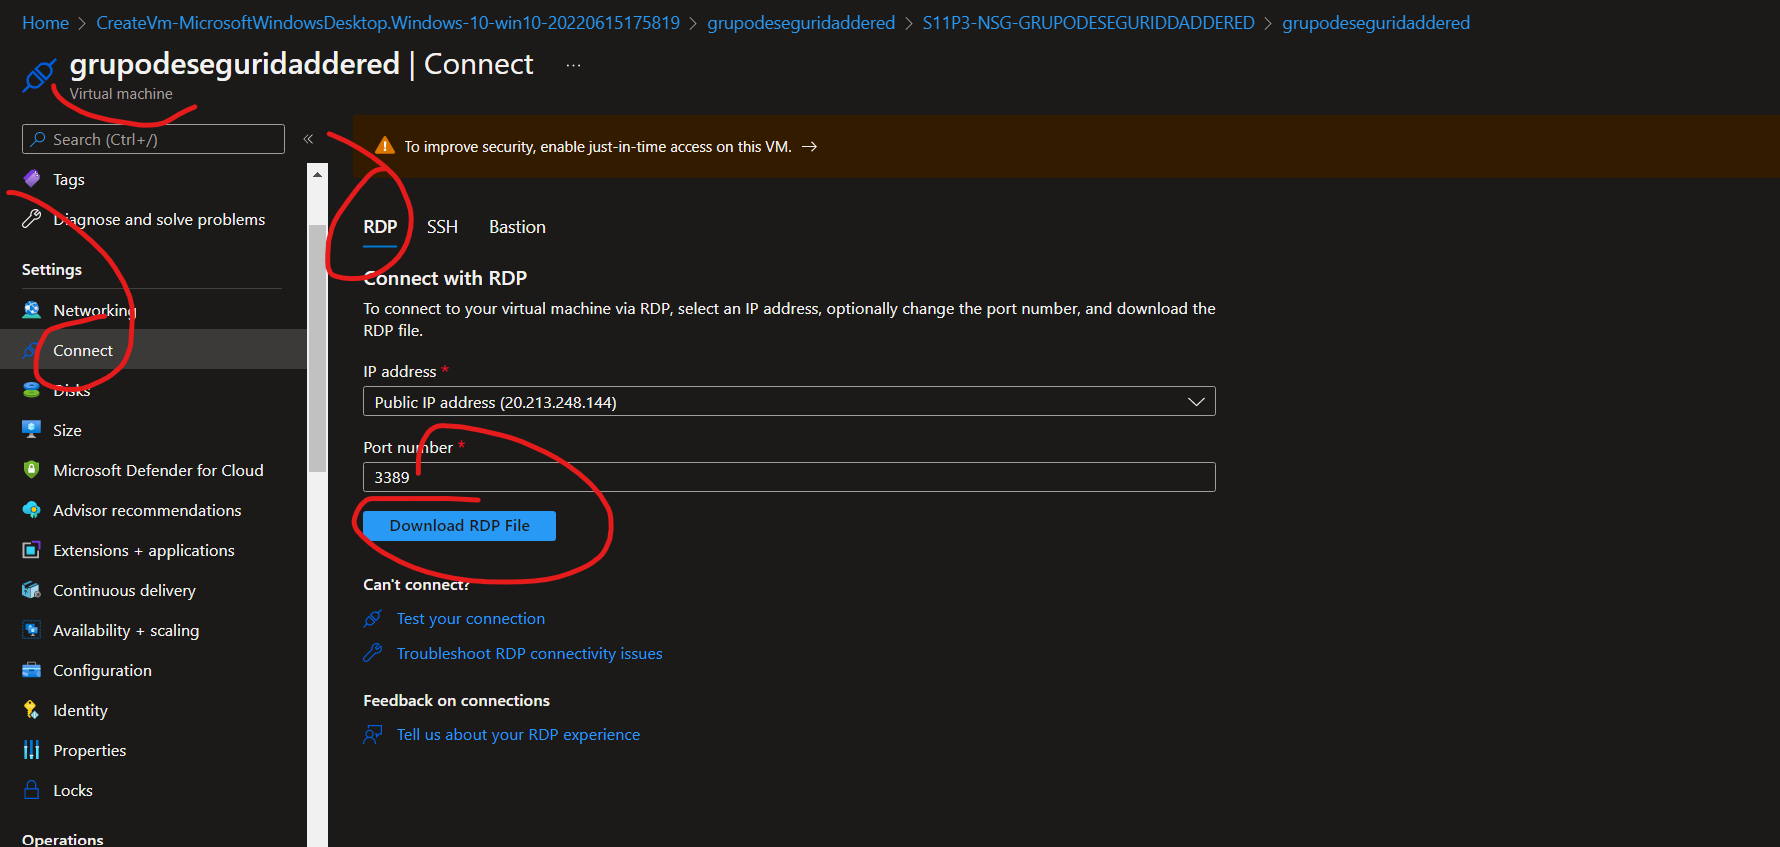 Home > CreateVm-MicrosoftWindowsDesktop.Windows-10-win10-20220615175819 > grupodeseguridaddered > S11P3-NSG-GRUPODESEGURIDDADDERED > grupodeseguridaddered
grupodeseguridaddered | Connect ...
Virtual machine
Search (Ctrl+/)
«
Tags
Diagnose and solve problems
Settings
Networking
Connect
Disks
Size
Microsoft Defender for Cloud
Advisor recommendations
Extensions + applications
Continuous delivery
Availability + scaling
Configuration
Identity
Properties
Locks
Operations
To improve security, enable just-in-time access on this VM. →
RDP SSH Bastion
Connect with RDP
To connect to your virtual machine via RDP, select an IP address, optionally change the port number, and download the
RDP file.
IP address *
Public IP address (20.213.248.144)
Port number *
3389
Download RDP File
Can't connect?
Test your connection
Troubleshoot RDP connectivity issues
Feedback on connections
Tell us about your RDP experience